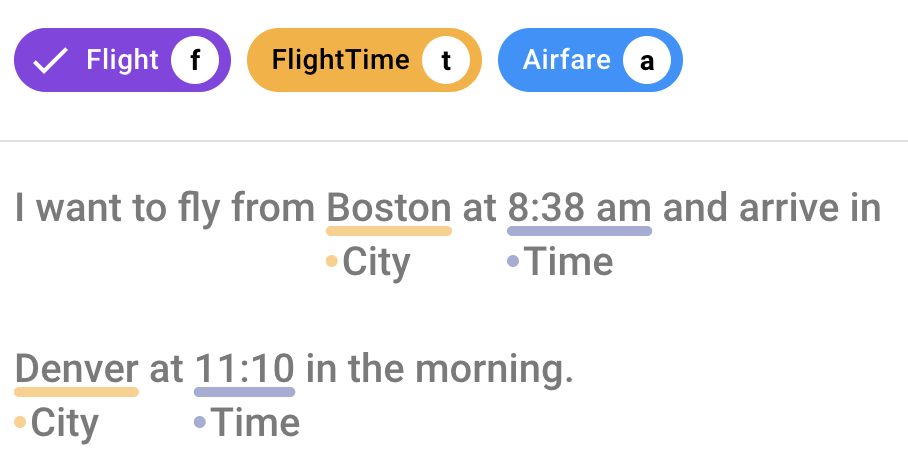 Flight f FlightTime t Airfare a
I want to fly from Boston at 8:38 am and arrive in
City Time
Denver at 11:10 in the morning.
City Time